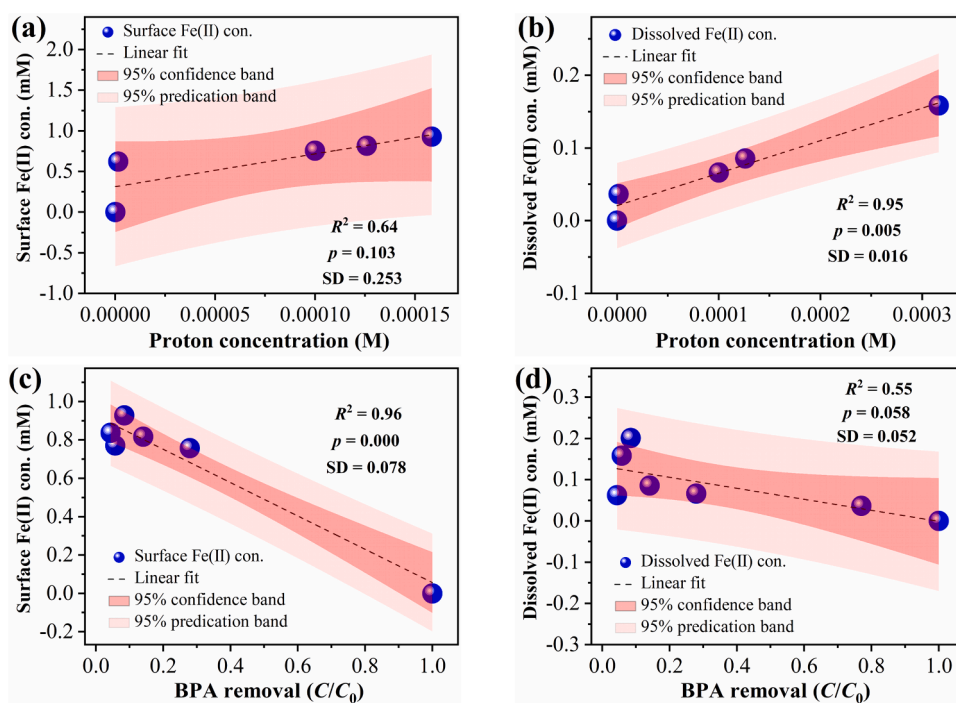 (a)
Surface Fe(II) con.
Linear fit
95% confidence band
95% predication band
R² = 0.64
p = 0.103
SD = 0.253
2.0
1.5
1.0
0.5
0.0
-0.5
-1.0
Surface Fe(II) con. (mM)
0.00000 0.00005 0.00010 0.00015
Proton concentration (M)
(b)
Dissolved Fe(II) con.
Linear fit
95% confidence band
95% predication band
R² = 0.95
p = 0.005
SD = 0.016
0.2
0.1
0.0
-0.1
Dissolved Fe(II) con. (mM)
0.0000 0.0001 0.0002 0.0003
Proton concentration (M)
(c)
R² = 0.96
p = 0.000
SD = 0.078
Surface Fe(II) con.
Linear fit
95% confidence band
95% predication band
1.0
0.8
0.6
0.4
0.2
0.0
-0.2
Surface Fe(II) con. (mM)
0.0 0.2 0.4 0.6 0.8 1.0
BPA removal (C/C₀)
(d)
R² = 0.55
p = 0.058
SD = 0.052
Dissolved Fe(II) con.
Linear fit
95% confidence band
95% predication band
0.3
0.2
0.1
0.0
-0.1
-0.2
-0.3
Dissolved Fe(II) con. (mM)
0.0 0.2 0.4 0.6 0.8 1.0
BPA removal (C/C₀)